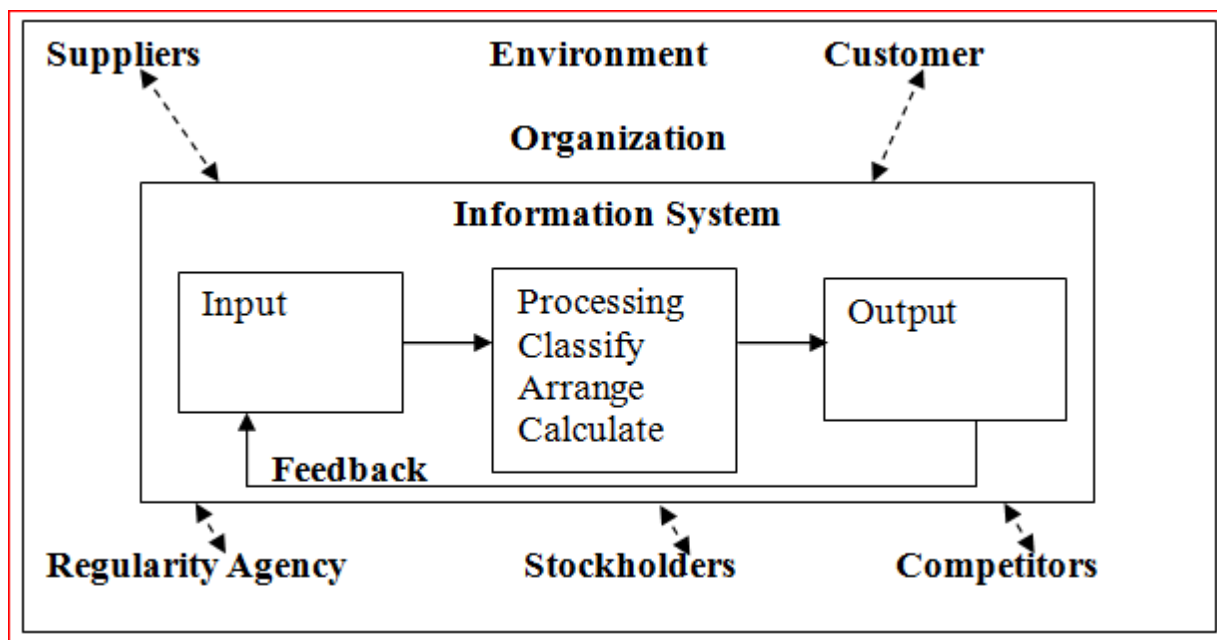 Suppliers Environment Customer
Organization
Information System
Input
Processing
Classify
Arrange
Calculate
Output
Feedback
Regularity Agency Stockholders Competitors